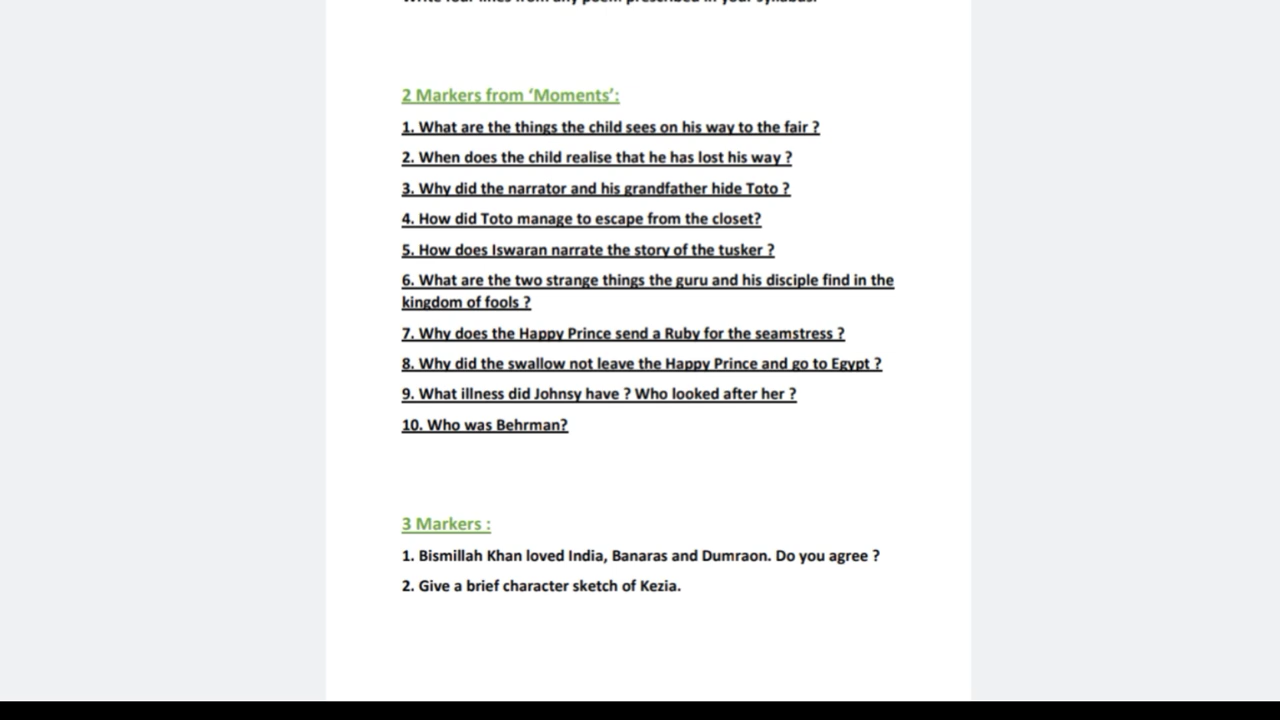 2 Markers from ‘Moments’:
1. What are the things the child sees on his way to the fair ?
2. When does the child realise that he has lost his way ?
3. Why did the narrator and his grandfather hide Toto ?
4. How did Toto manage to escape from the closet?
5. How does Iswaran narrate the story of the tusker ?
6. What are the two strange things the guru and his disciple find in the
kingdom of fools ?
7. Why does the Happy Prince send a Ruby for the seamstress ?
8. Why did the swallow not leave the Happy Prince and go to Egypt ?
9. What illness did Johnsy have ? Who looked after her ?
10. Who was Behrman?
3 Markers :
1. Bismillah Khan loved India, Banaras and Dumraon. Do you agree ?
2. Give a brief character sketch of Kezia.